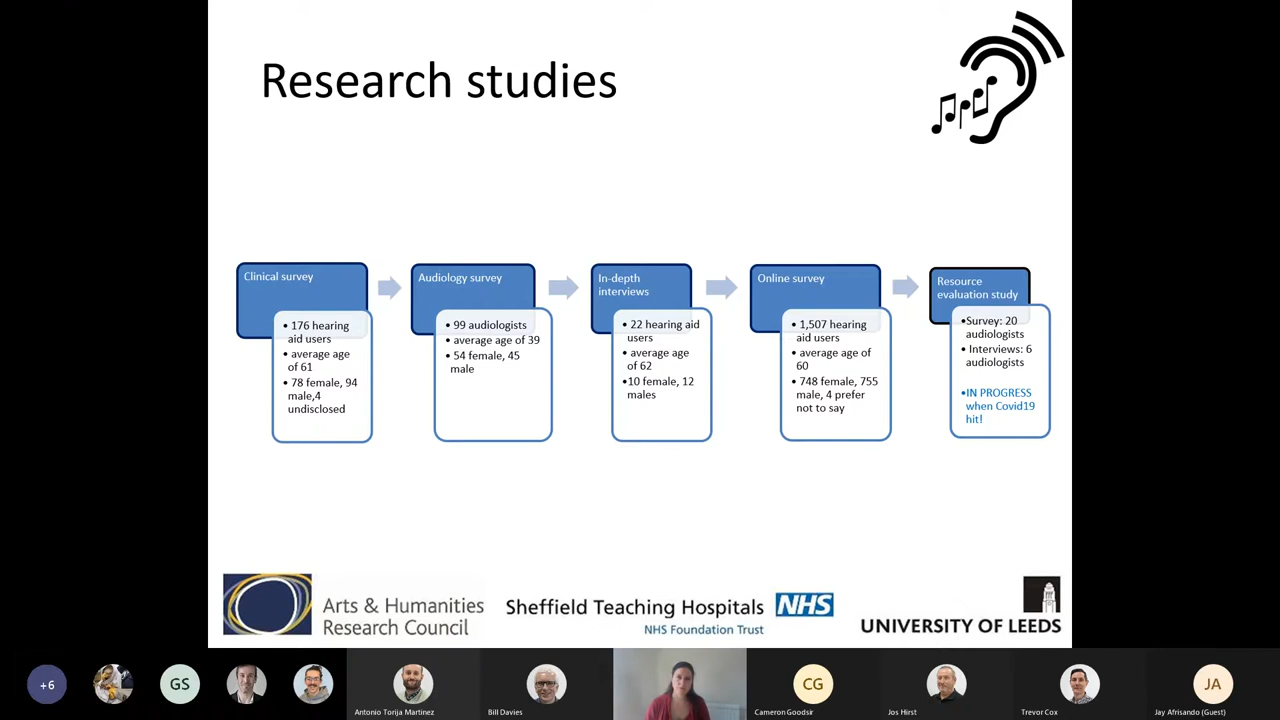 Research studies
Clinical survey
• 176 hearing
aid users
• average age
of 61
• 78 female, 94
male,4
undisclosed
Audiology survey
• 99 audiologists
• average age of 39
• 54 female, 45
male
In-depth
interviews
• 22 hearing aid
users
• average age
of 62
•10 female, 12
males
Online survey
• 1,507 hearing
aid users
• average age of
60
• 748 female, 755
male, 4 prefer
not to say
Resource
evaluation study
•Survey: 20
audiologists
• Interviews: 6
audiologists
•IN PROGRESS
when Covid19
hit!
Arts & Humanities
Research Council
Sheffield Teaching Hospitals NHS
NHS Foundation Trust
UNIVERSITY OF LEEDS
+6
GS
Antonio Torija Martinez
Bill Davies
CG
Cameron Goodsir
Jos Hirst
Trevor Cox
JA
Jay Afrisando (Guest)